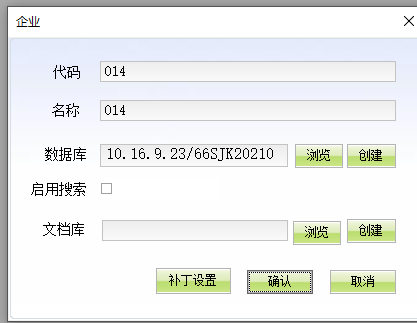 企业
代码 014
名称 014
数据库 10.16.9.23/66SJK20210 浏览 创建
启用搜索
文档库 浏览 创建
补丁设置 确认 取消